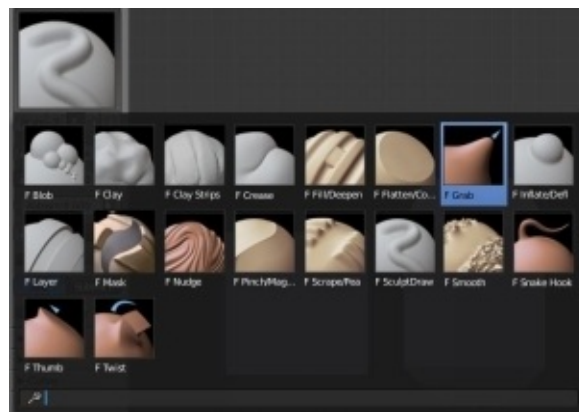 F Blob F Clay F Clay Strips F Crease F Fill/Deepen F Flatten/Co... F Grab F Inflate/Defl
F Layer F Mask F Nudge F Pinch/Mag... F Scrape/Pea F SculptDraw F Smooth F Snake Hook
F Thumb F Twist